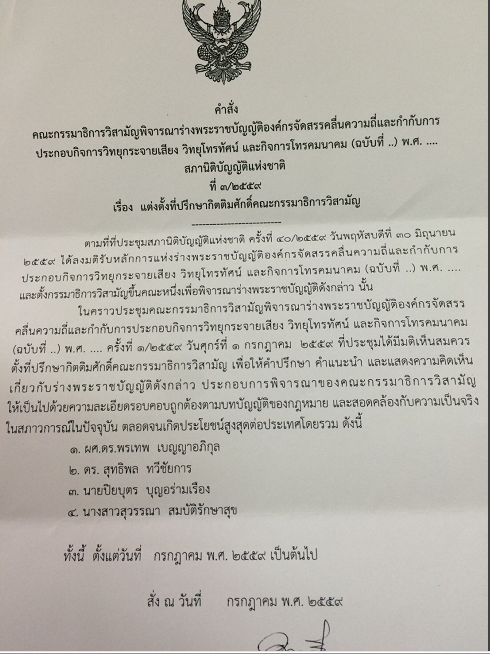 คำสั่ง
คณะกรรมาธิการวิสามัญพิจารณาร่างพระราชบัญญัติองค์กรจัดสรรคลื่นความถี่และกำกับการ
ประกอบกิจการวิทยุกระจายเสียง วิทยุโทรทัศน์ และกิจการโทรคมนาคม (ฉบับที่ ..) พ.ศ. ....
สภานิติบัญญัติแห่งชาติ
ที่ ๓/๒๕๕๙
เรื่อง แต่งตั้งที่ปรึกษากิตติมศักดิ์คณะกรรมาธิการวิสามัญ
ตามที่ที่ประชุมสภานิติบัญญัติแห่งชาติ ครั้งที่ ๔๐/๒๕๕๙ วันพฤหัสบดีที่ ๓๐ มิถุนายน
๒๕๕๙ ได้ลงมติรับหลักการแห่งร่างพระราชบัญญัติองค์กรจัดสรรคลื่นความถี่และกำกับการ
ประกอบกิจการวิทยุกระจายเสียง วิทยุโทรทัศน์ และกิจการโทรคมนาคม (ฉบับที่ ..) พ.ศ. ....
และตั้งกรรมาธิการวิสามัญขึ้นคณะหนึ่งเพื่อพิจารณาร่างพระราชบัญญัติดังกล่าว นั้น
ในคราวประชุมคณะกรรมาธิการวิสามัญพิจารณาร่างพระราชบัญญัติองค์กรจัดสรร
คลื่นความถี่และกำกับการประกอบกิจการวิทยุกระจายเสียง วิทยุโทรทัศน์ และกิจการโทรคมนาคม
(ฉบับที่ ..) พ.ศ. .... ครั้งที่ ๑/๒๕๕๙ วันศุกร์ที่ ๑ กรกฎาคม ๒๕๕๙ ที่ประชุมได้มีมติเห็นสมควร
ตั้งที่ปรึกษากิตติมศักดิ์คณะกรรมาธิการวิสามัญ เพื่อให้คำปรึกษา คำแนะนำ และแสดงความคิดเห็น
เกี่ยวกับร่างพระราชบัญญัติดังกล่าว ประกอบการพิจารณาของคณะกรรมาธิการวิสามัญ
ให้เป็นไปด้วยความละเอียดรอบคอบถูกต้องตามบทบัญญัติของกฎหมาย และสอดคล้องกับความเป็นจริง
ในสภาวการณ์ในปัจจุบัน ตลอดจนเกิดประโยชน์สูงสุดต่อประเทศโดยรวม ดังนี้
๑. ผศ.ดร.พรเทพ เบญญาอภิกุล
๒. ดร. สุทธิพล ทวีชัยการ
๓. นายปิยบุตร บุญอร่ามเรือง
๔. นางสาวสุวรรณา สมบัติรักษาสุข
ทั้งนี้ ตั้งแต่วันที่ กรกฎาคม พ.ศ. ๒๕๕๙ เป็นต้นไป
สั่ง ณ วันที่ กรกฎาคม พ.ศ. ๒๕๕๙